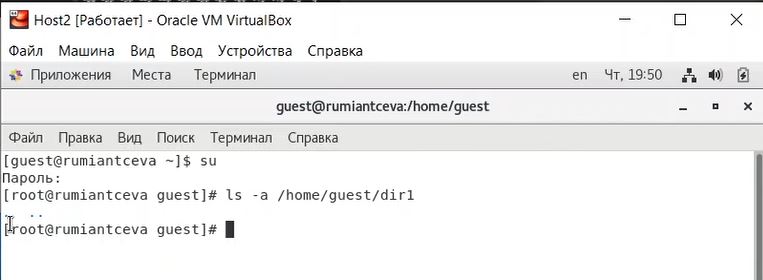 Host2 [Работает] - Oracle VM VirtualBox
Файл Машина Вид Ввод Устройства Справка
Приложения Места Терминал en Чт, 19:50
guest@rumiantceva:/home/guest
Файл Правка Вид Поиск Терминал Справка
[guest@rumiantceva ~]$ su
Пароль:
[root@rumiantceva guest]# ls -a /home/guest/dir1
. ..
[root@rumiantceva guest]#